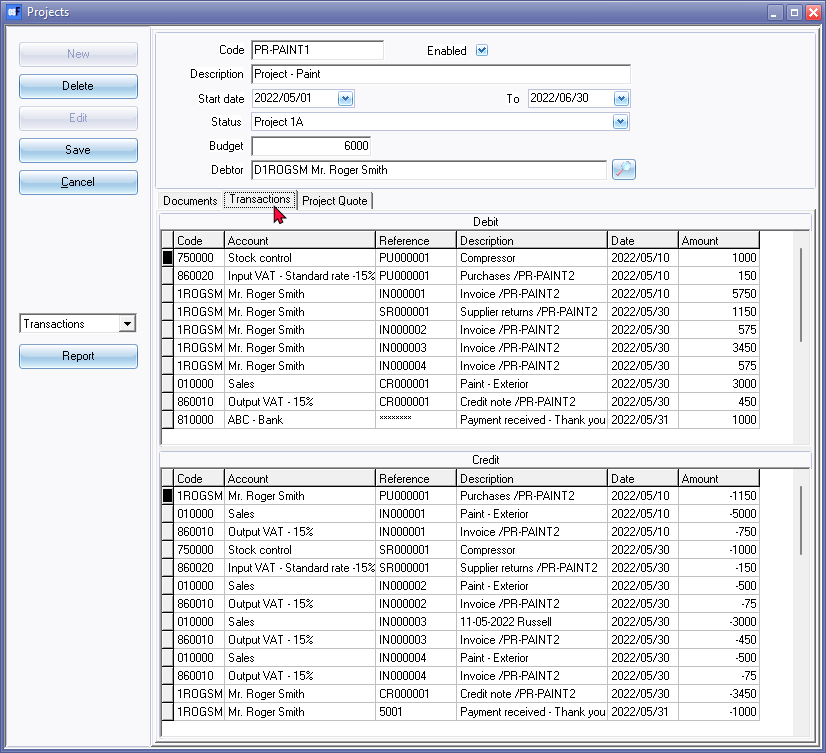 Projects
New
Delete
Edit
Save
Cancel
Transactions
Report
Code PR-PAINT1 Enabled
Description Project - Paint
Start date 2022/05/01 To 2022/06/30
Status Project 1A
Budget 6000
Debtor D1ROGSM Mr. Roger Smith
Documents Transactions Project Quote
Debit
Code Account Reference Description Date Amount
750000 Stock control PU000001 Compressor 2022/05/10 1000
860020 Input VAT - Standard rate -15% PU000001 Purchases /PR-PAINT2 2022/05/10 150
1ROGSM Mr. Roger Smith IN000001 Invoice /PR-PAINT2 2022/05/10 5750
1ROGSM Mr. Roger Smith SR000001 Supplier returns /PR-PAINT2 2022/05/30 1150
1ROGSM Mr. Roger Smith IN000002 Invoice /PR-PAINT2 2022/05/30 575
1ROGSM Mr. Roger Smith IN000003 Invoice /PR-PAINT2 2022/05/30 3450
1ROGSM Mr. Roger Smith IN000004 Invoice /PR-PAINT2 2022/05/30 575
010000 Sales CR000001 Paint - Exterior 2022/05/30 3000
860010 Output VAT - 15% CR000001 Credit note /PR-PAINT2 2022/05/30 450
810000 ABC - Bank ******** Payment received - Thank you 2022/05/31 1000
Credit
Code Account Reference Description Date Amount
1ROGSM Mr. Roger Smith PU000001 Purchases /PR-PAINT2 2022/05/10 -1150
010000 Sales IN000001 Paint - Exterior 2022/05/10 -5000
860010 Output VAT - 15% IN000001 Invoice /PR-PAINT2 2022/05/10 -750
750000 Stock control SR000001 Compressor 2022/05/30 -1000
860020 Input VAT - Standard rate -15% SR000001 Supplier returns /PR-PAINT2 2022/05/30 -150
010000 Sales IN000002 Paint - Exterior 2022/05/30 -500
860010 Output VAT - 15% IN000002 Invoice /PR-PAINT2 2022/05/30 -75
010000 Sales IN000003 11-05-2022 Russell 2022/05/30 -3000
860010 Output VAT - 15% IN000003 Invoice /PR-PAINT2 2022/05/30 -450
010000 Sales IN000004 Paint - Exterior 2022/05/30 -500
860010 Output VAT - 15% IN000004 Invoice /PR-PAINT2 2022/05/30 -75
1ROGSM Mr. Roger Smith CR000001 Credit note /PR-PAINT2 2022/05/30 -3450
1ROGSM Mr. Roger Smith 5001 Payment received - Thank you 2022/05/31 -1000